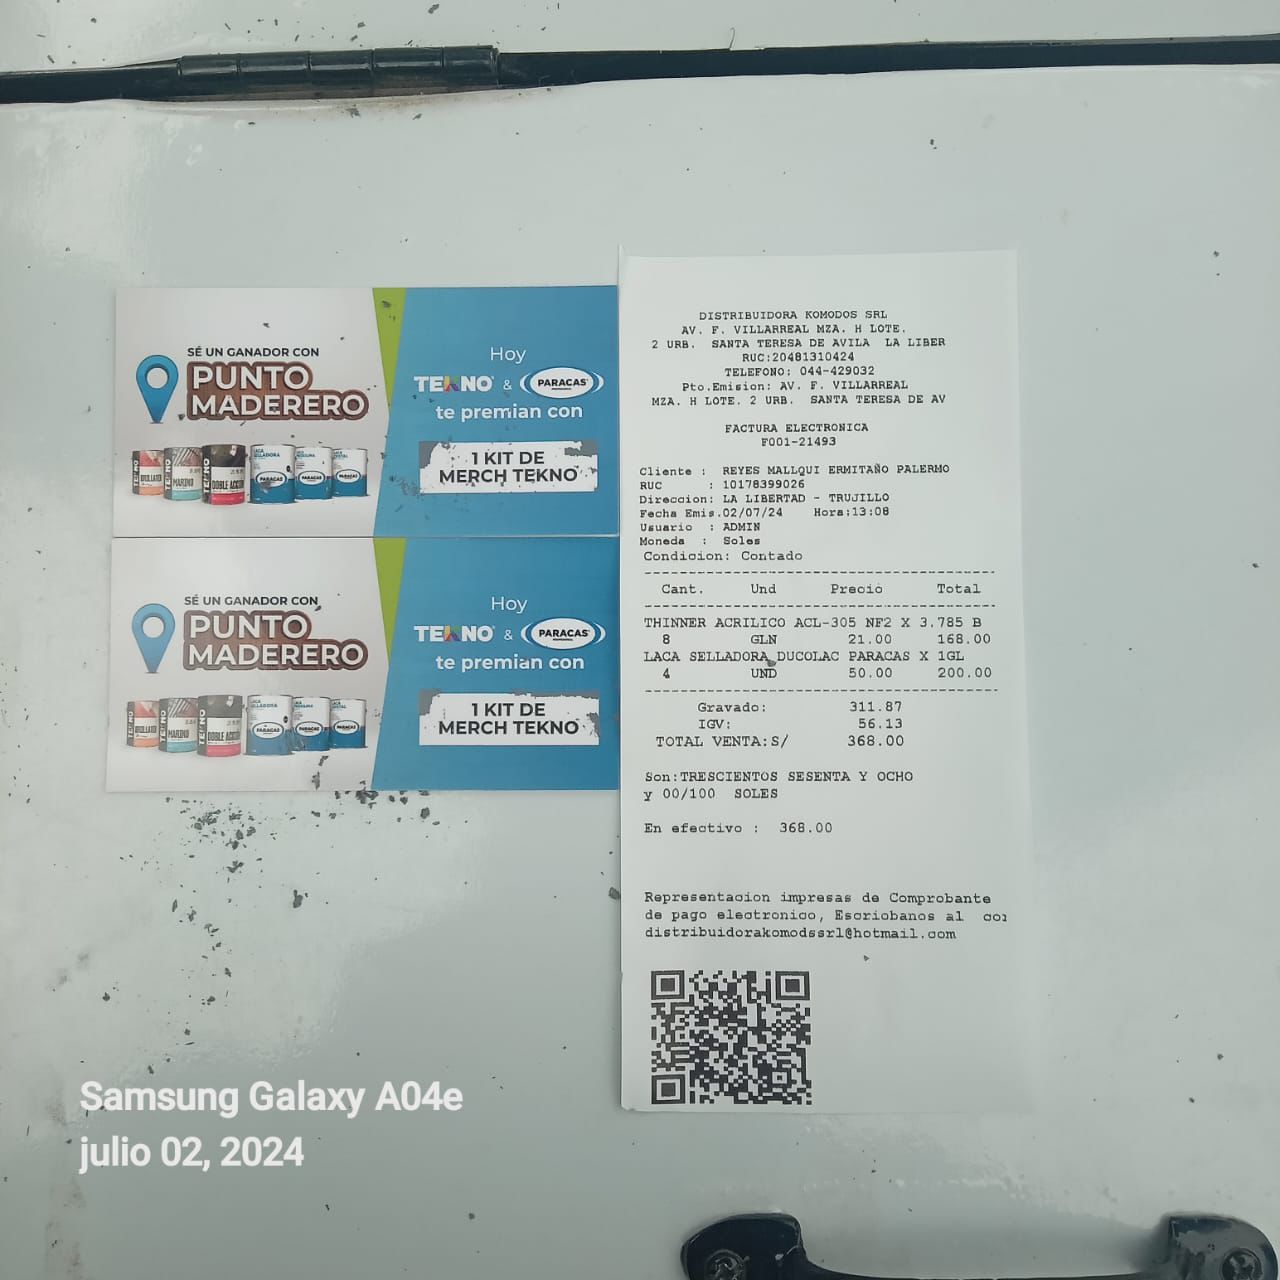 SÉ UN GANADOR CON
PUNTO
MADERERO
Hoy
TEKNO & PARACAS
te premian con
1 KIT DE
MERCH TEKNO
SÉ UN GANADOR CON
PUNTO
MADERERO
Hoy
TEKNO & PARACAS
te premian con
1 KIT DE
MERCH TEKNO
DISTRIBUIDORA KOMODOS SRL
AV. F. VILLARREAL MZA. H LOTE.
2 URB. SANTA TERESA DE AVILA LA LIBER
RUC:20481310424
TELEFONO: 044-429032
Pto.Emision: AV. F. VILLARREAL
MZA. H LOTE. 2 URB. SANTA TERESA DE AV
FACTURA ELECTRONICA
F001-21493
Cliente : REYES MALLQUI ERMITAÑO PALERMO
RUC : 10178399026
Direccion: LA LIBERTAD - TRUJILLO
Fecha Emis.02/07/24 Hora:13:08
Usuario : ADMIN
Moneda : Soles
Condicion: Contado
Cant. Und Precio Total
THINNER ACRILICO ACL-305 NF2 X 3.785 B
8 GLN 21.00 168.00
LACA SELLADORA DUCOLAC PARACAS X 1GL
4 UND 50.00 200.00
Gravado: 311.87
IGV: 56.13
TOTAL VENTA:S/ 368.00
Son:TRESCIENTOS SESENTA Y OCHO
y 00/100 SOLES
En efectivo : 368.00
Representacion impresas de Comprobante
de pago electronico, Escriobanos al
distribuidorakomodssrl@hotmail.com
Samsung Galaxy A04e
julio 02, 2024